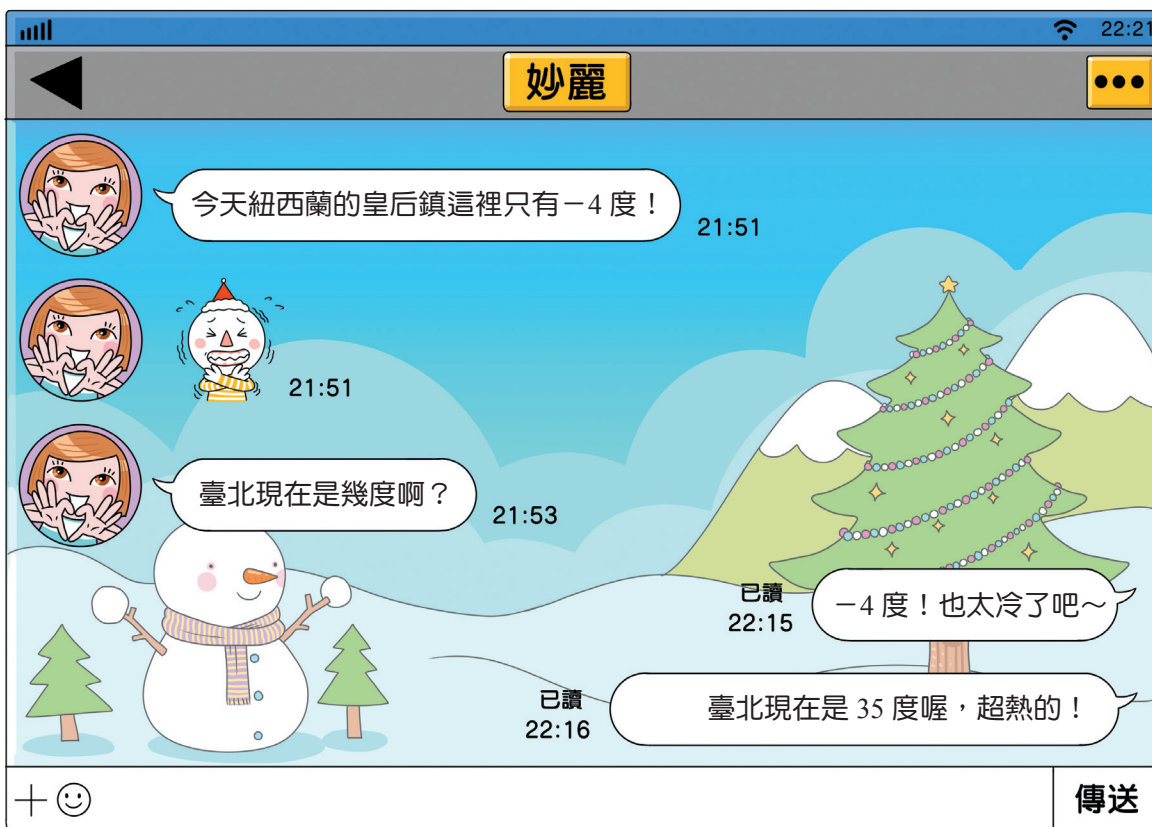 22:21
妙麗
今天紐西蘭的皇后鎮這裡只有−4 度！
21:51
21:51
臺北現在是幾度啊？
21:53
−4 度！也太冷了吧～
已讀
22:15
臺北現在是 35 度喔，超熱的！
已讀
22:16
傳送